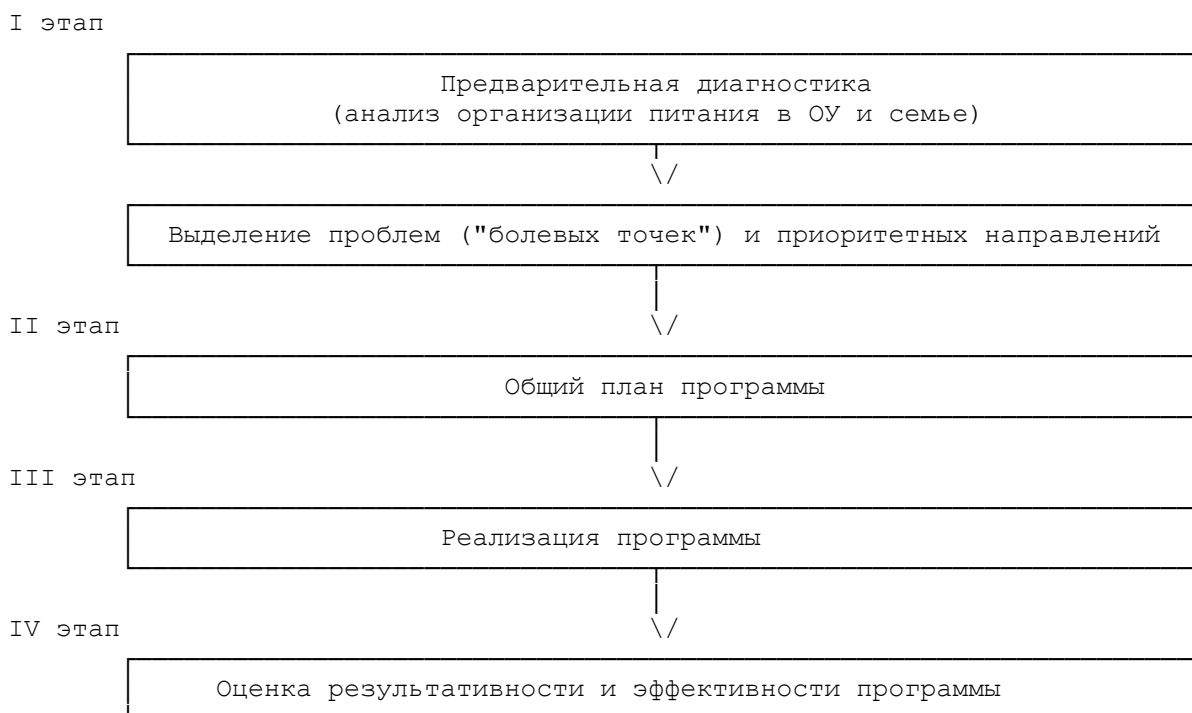 I этап
Предварительная диагностика
(анализ организации питания в ОУ и семье)
\/
Выделение проблем ("болевых точек") и приоритетных направлений
II этап
\/
Общий план программы
III этап
\/
Реализация программы
IV этап
\/
Оценка результативности и эффективности программы